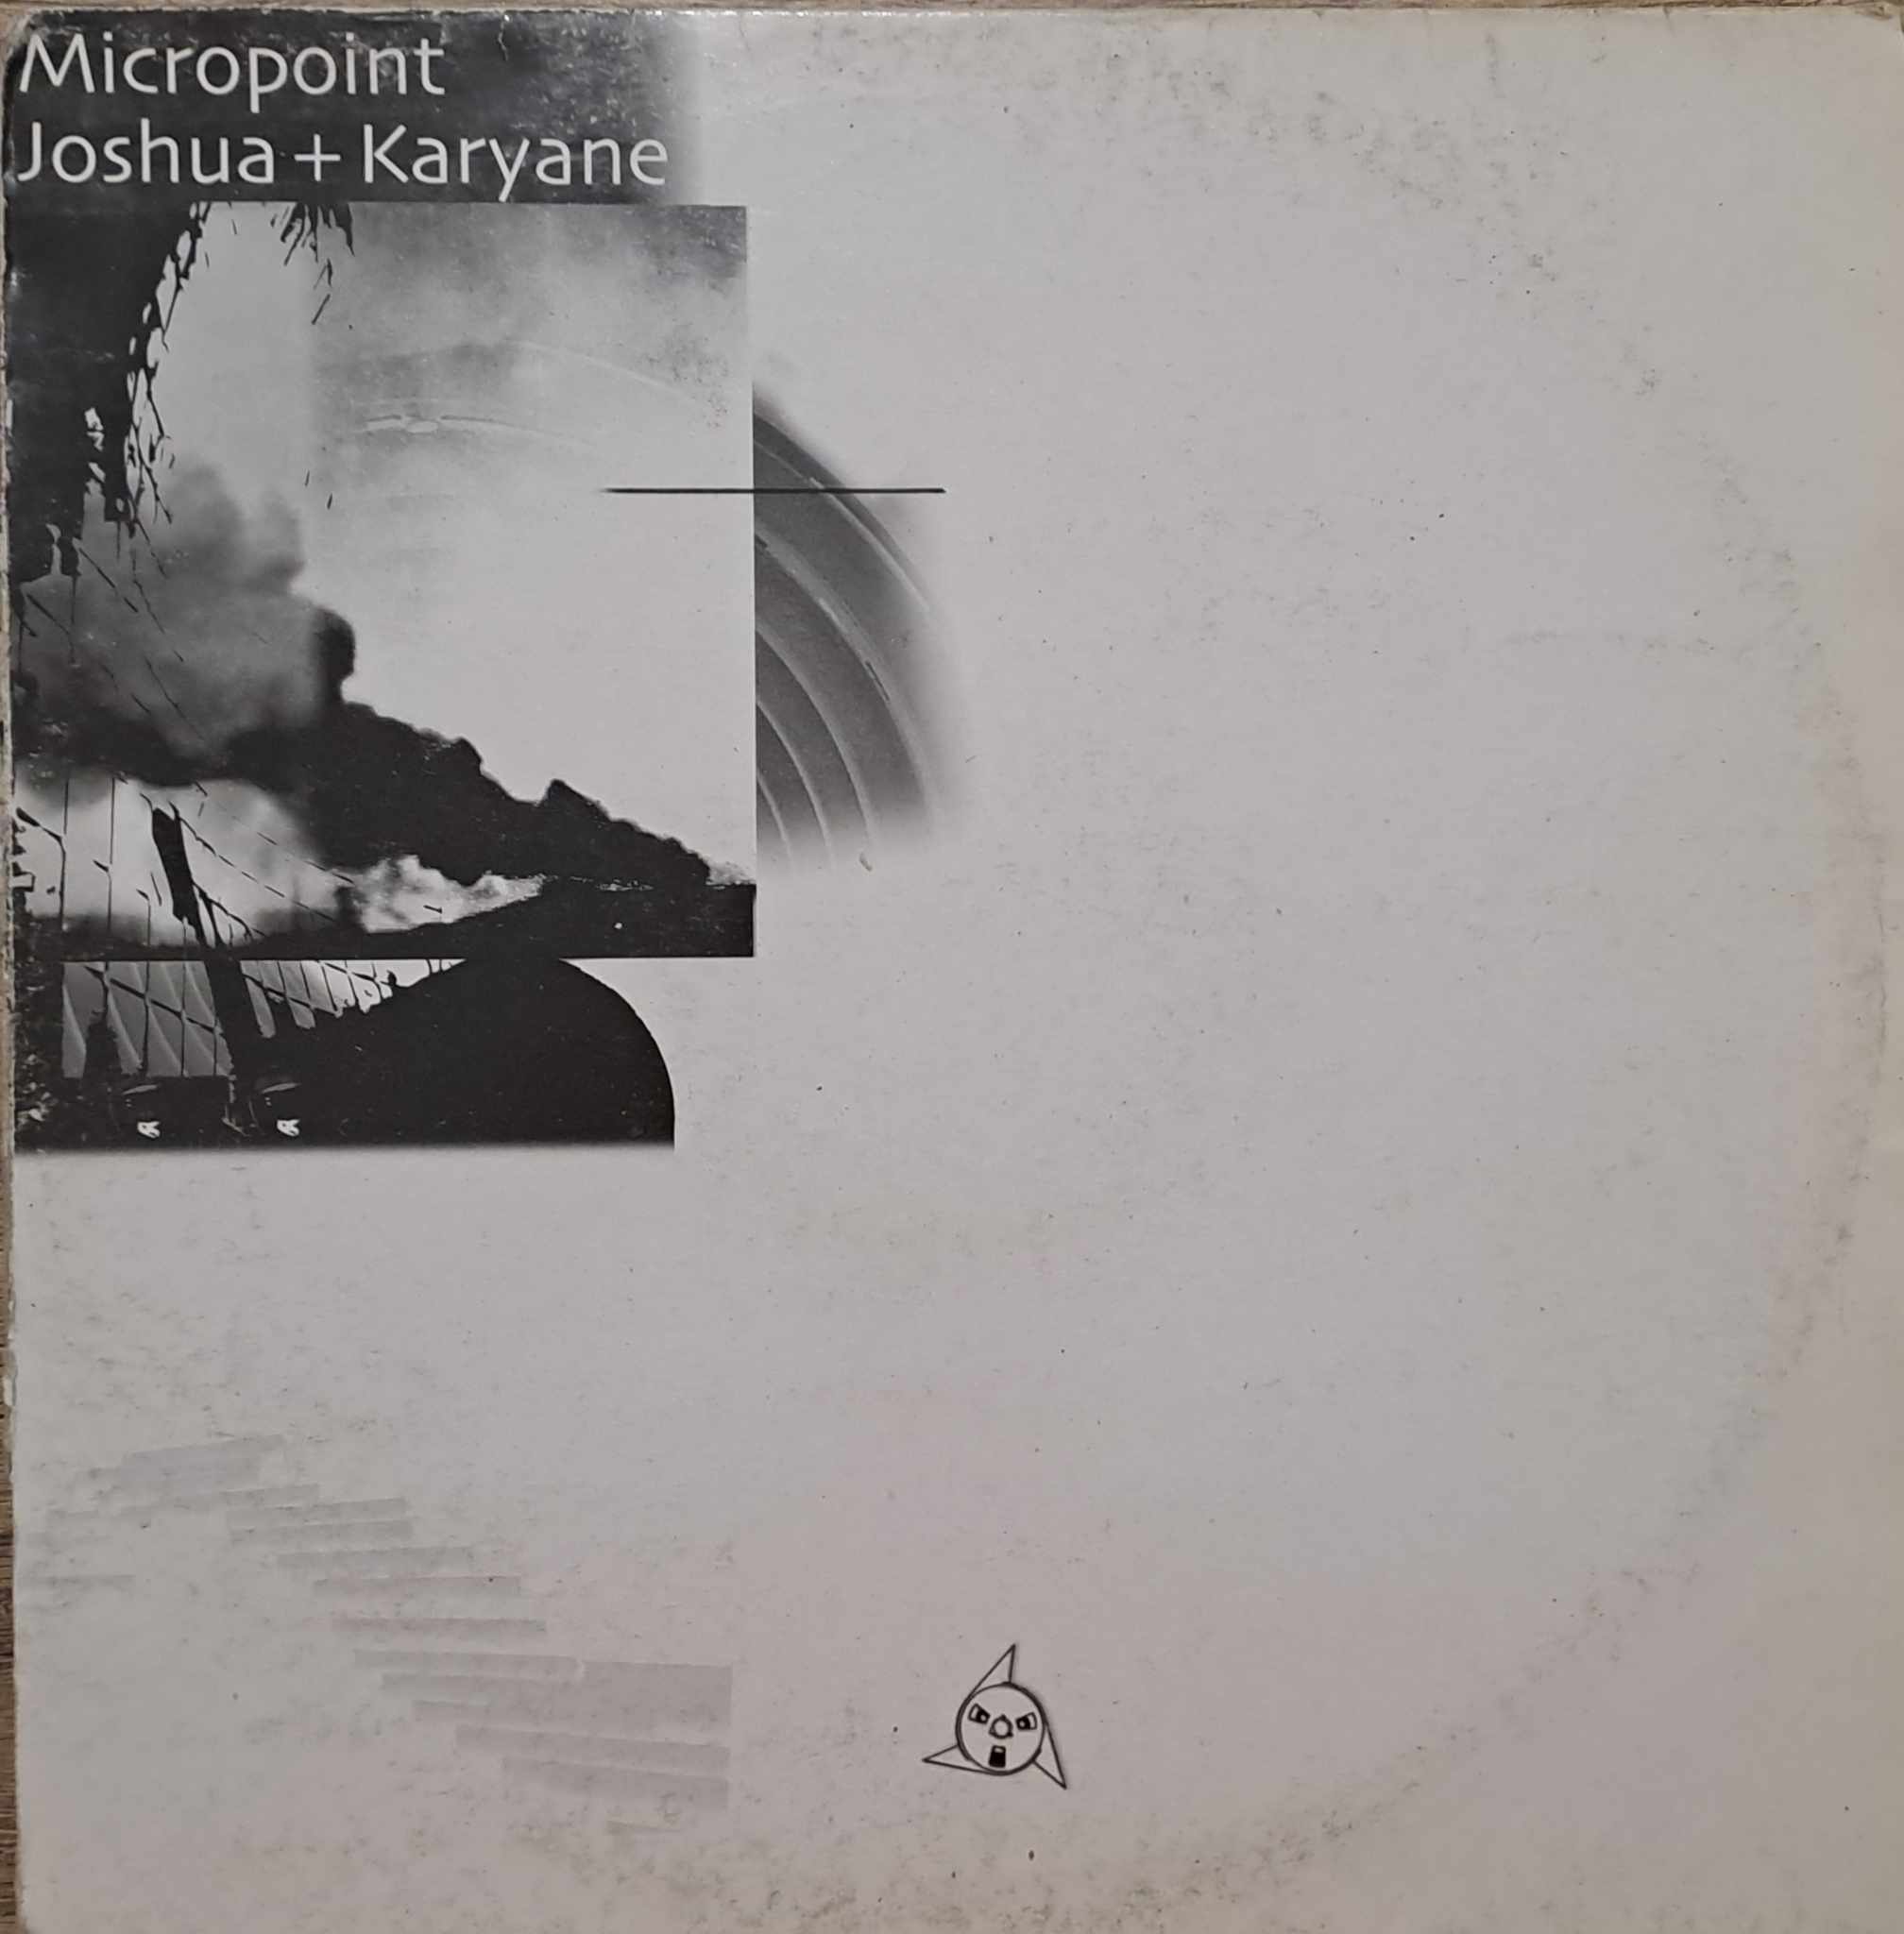 Micropoint
Joshua + Karyane